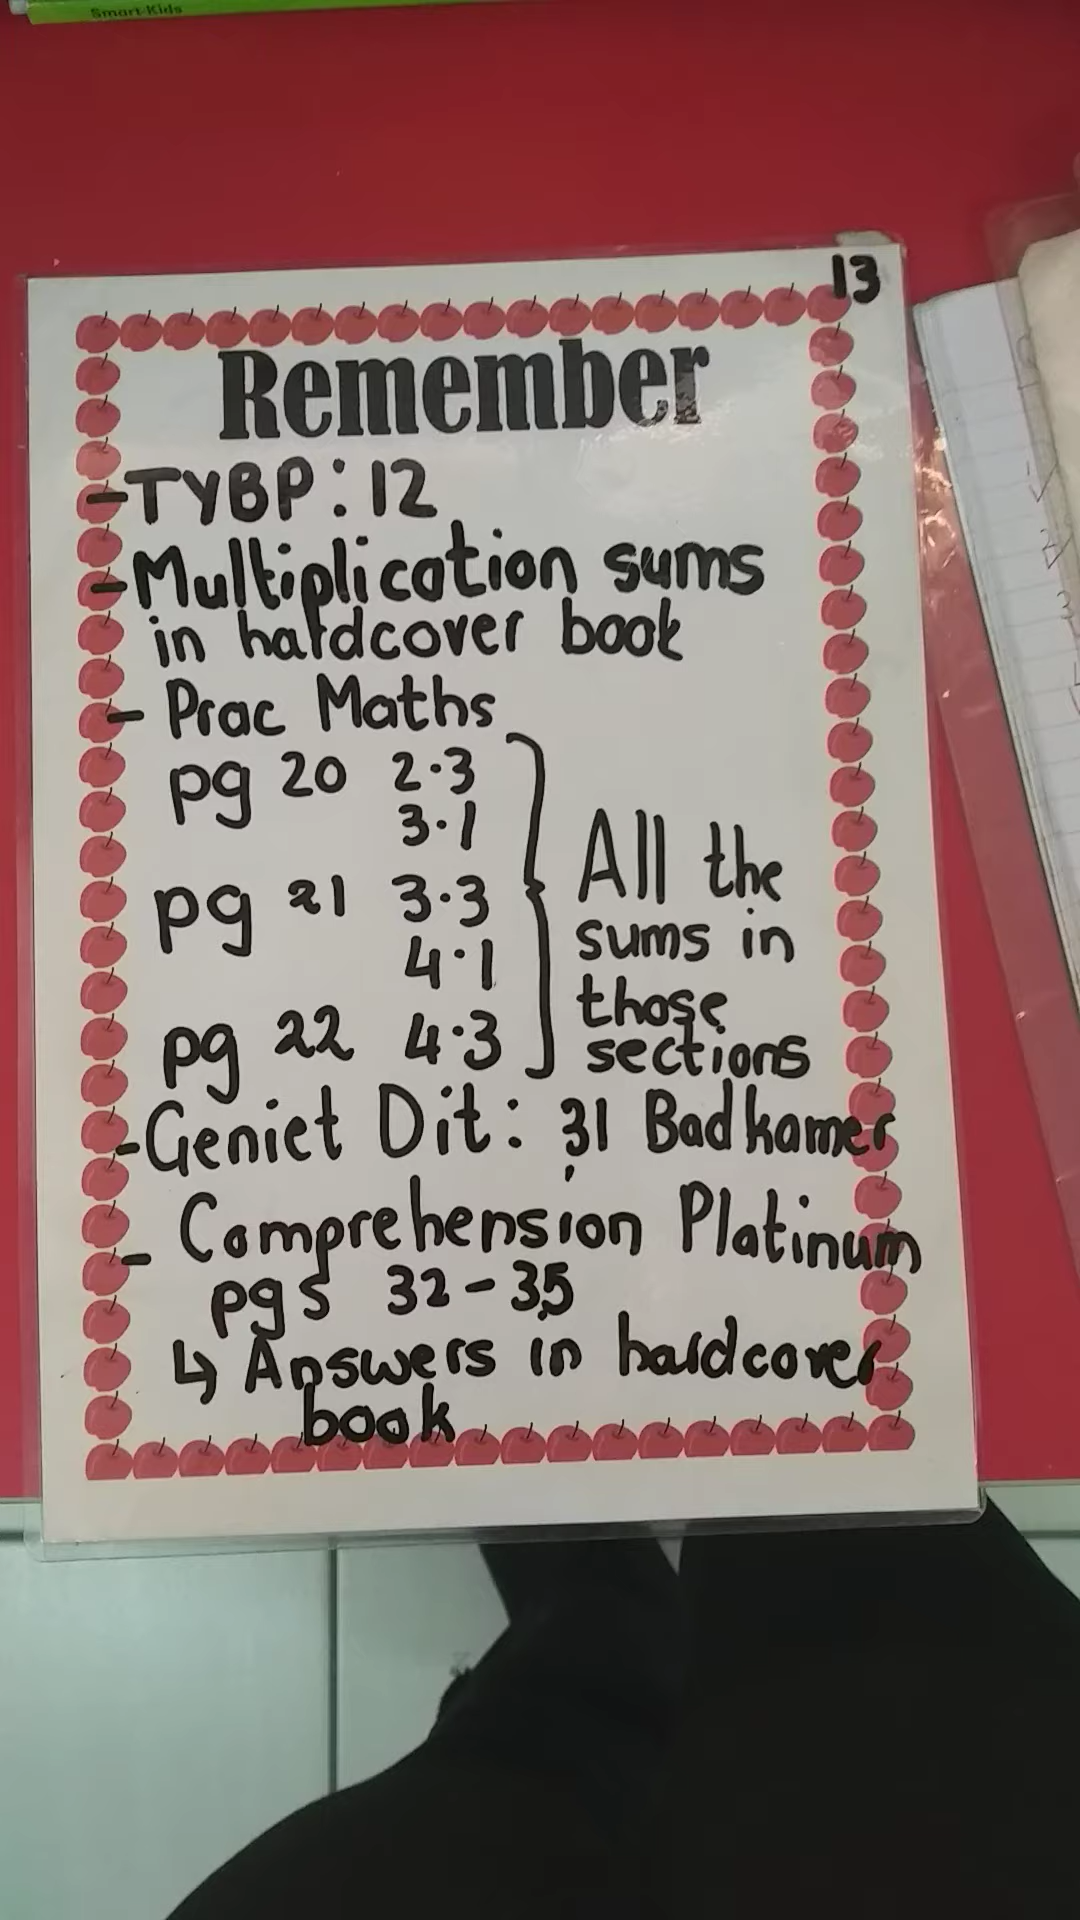 Smart-Kids
13
Remember
-TYBP: 12
-Multiplication sums
in hardcover book
- Prac Maths
pg 20 2.3
3.1
pg 21 3.3
4.1
pg 22 4.3
All the
sums in
those
sections
-Geniet Dit: 31 Badkamer
- Comprehension Platinum
pgs 32-35
↳ Answers in hardcover
book